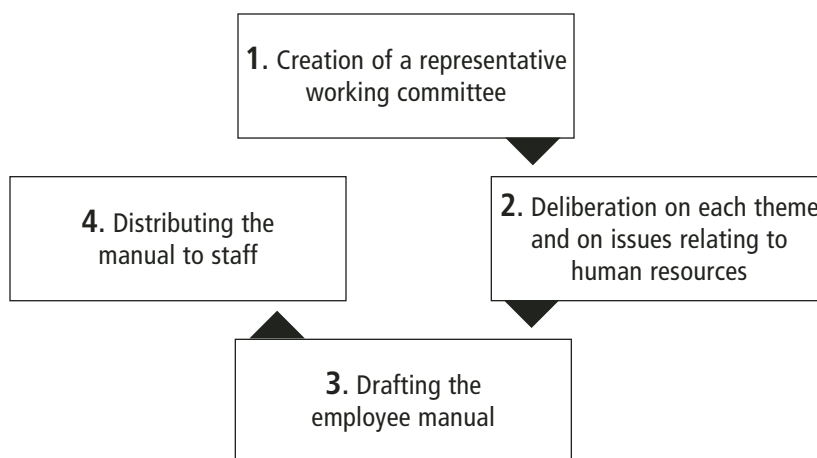 1. Creation of a representative
working committee
2. Deliberation on each theme
and on issues relating to
human resources
3. Drafting the
employee manual
4. Distributing the
manual to staff